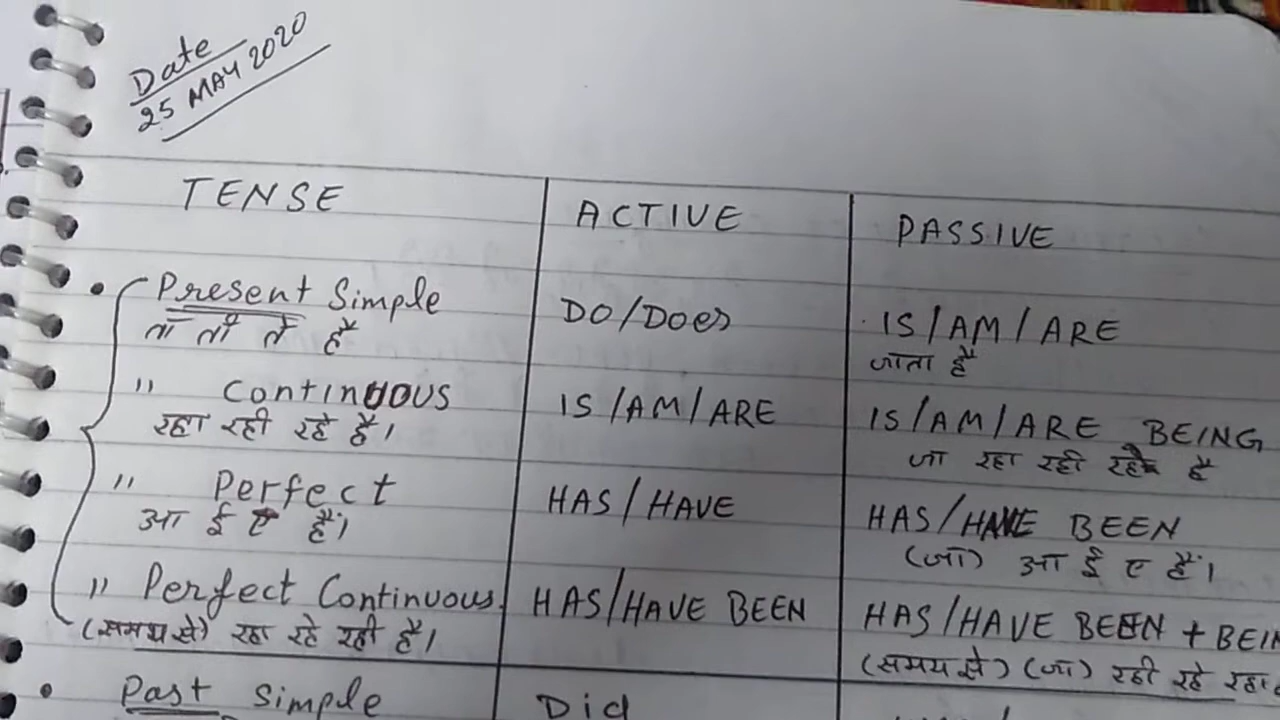 Date
25 MAY 2020
TENSE ACTIVE PASSIVE
Present Simple DO/Does IS/AM/ARE
ता ती ते है जाता है
" Continuous IS/AM/ARE IS/AM/ARE BEING
रहा रही रहे है। जा रहा रही रहे है
" Perfect HAS/HAVE HAS/HAVE BEEN
आ ई ए है। (जा) आ ई ए है।
" Perfect Continuous HAS/HAVE BEEN HAS/HAVE BEEN + BEIN
(समय से) रहा रहे रही है। (समय से) (जा) रही रहे रहा
Past Simple Did